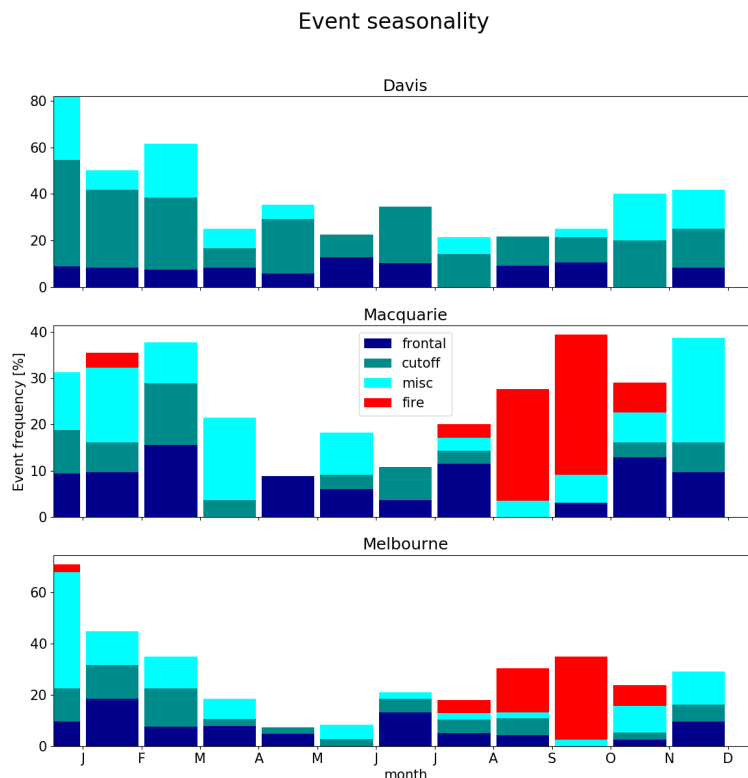 Event seasonality
Davis
80
60
40
20
0
Macquarie
40
30
20
10
0
Event frequency [%]
frontal
cutoff
misc
fire
Melbourne
60
40
20
0
J F M A M J J A S O N D
month